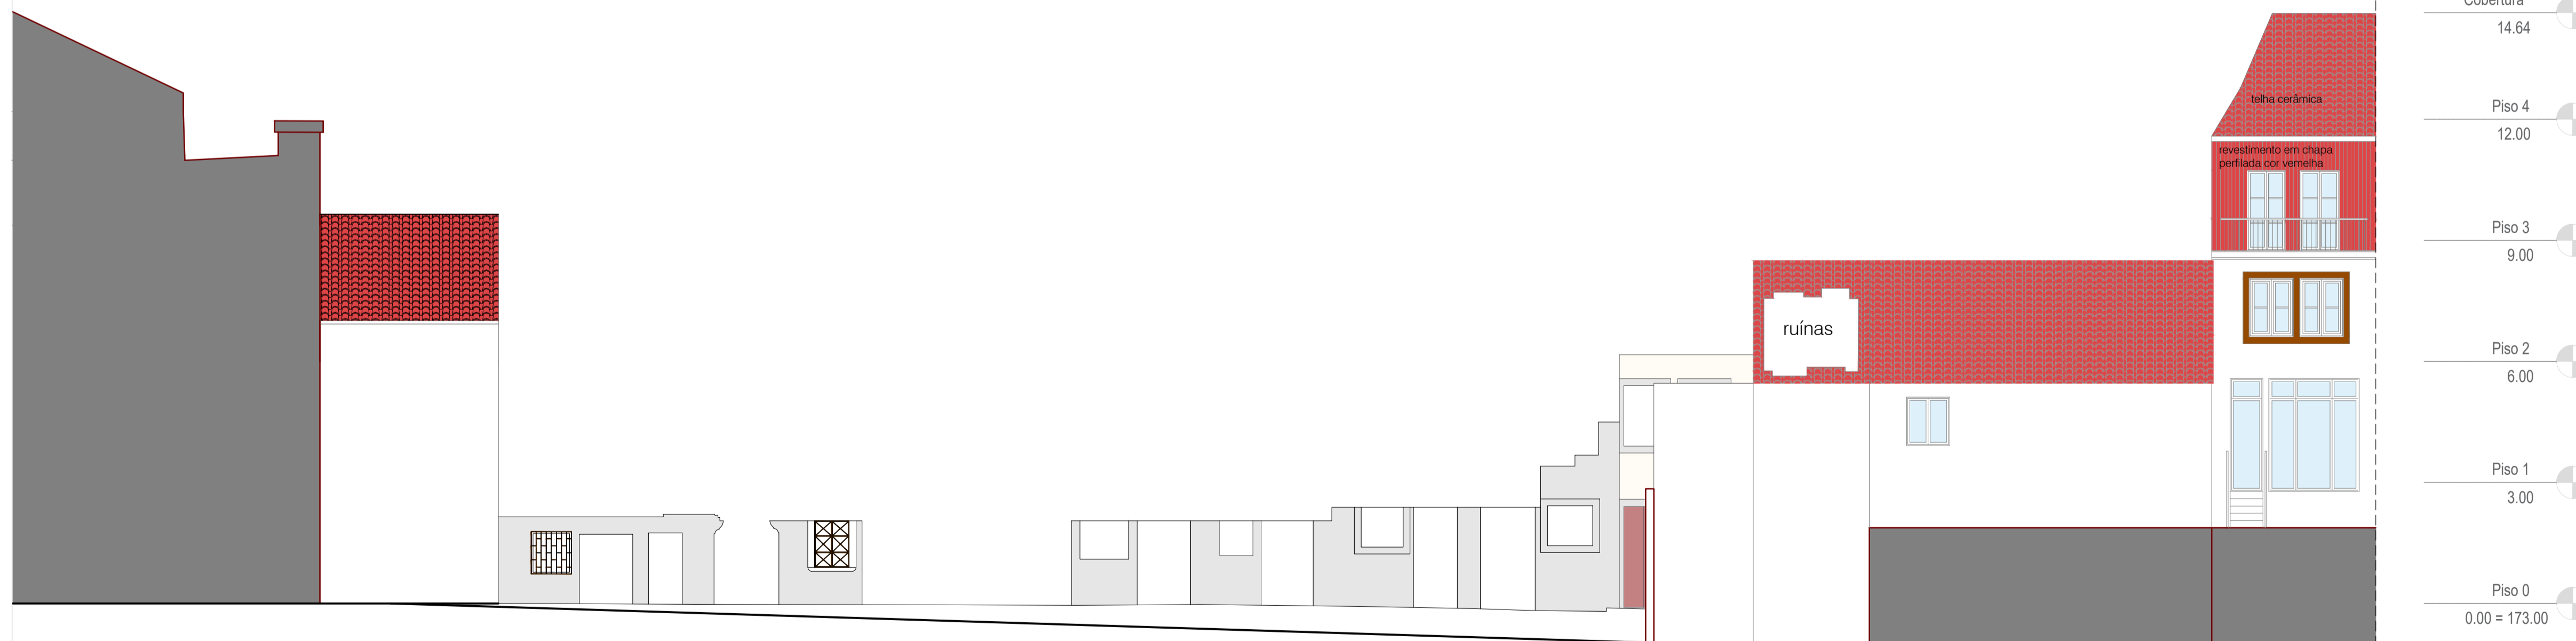 Cobertura
14.64
telha cerâmica
Piso 4
12.00
revestimento em chapa
perfilada cor vemelha
Piso 3
9.00
ruínas
Piso 2
6.00
Piso 1
3.00
Piso 0
0.00 = 173.00